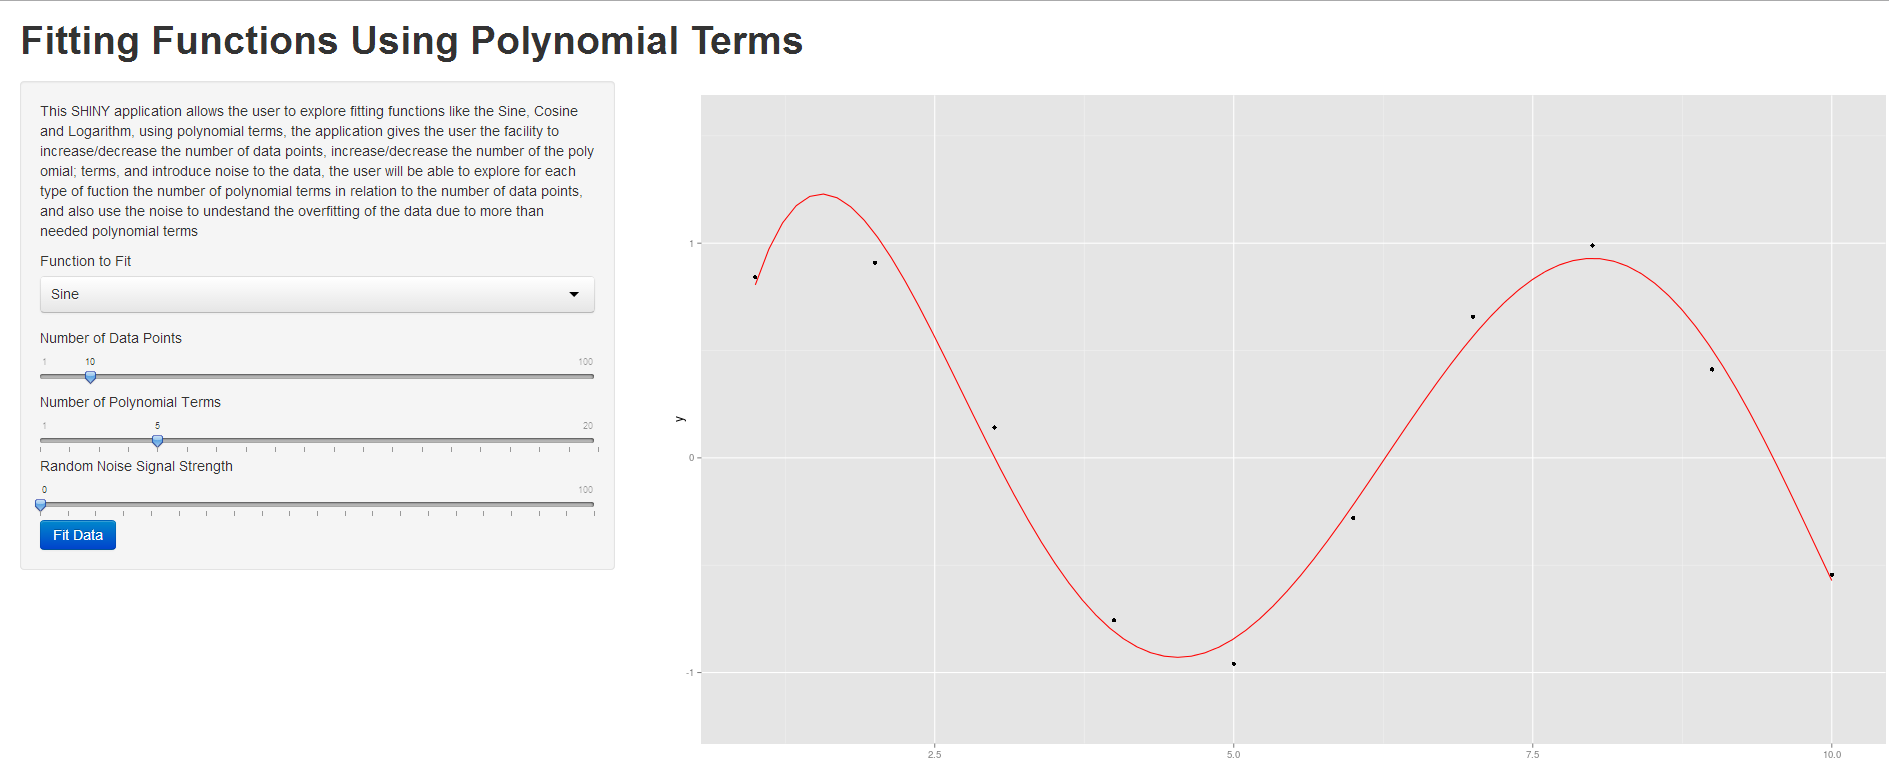 Fitting Functions Using Polynomial Terms
This SHINY application allows the user to explore fitting functions like the Sine, Cosine
and Logarithm, using polynomial terms, the application gives the user the facility to
increase/decrease the number of data points, increase/decrease the number of the poly
omial; terms, and introduce noise to the data, the user will be able to explore for each
type of fuction the number of polynomial terms in relation to the number of data points,
and also use the noise to undestand the overfitting of the data due to more than
needed polynomial terms
Function to Fit
Sine
Number of Data Points
1 10 100
Number of Polynomial Terms
1 5 20
Random Noise Signal Strength
0 100
Fit Data
y
1
0
-1
2.5 5.0 7.5 10.0